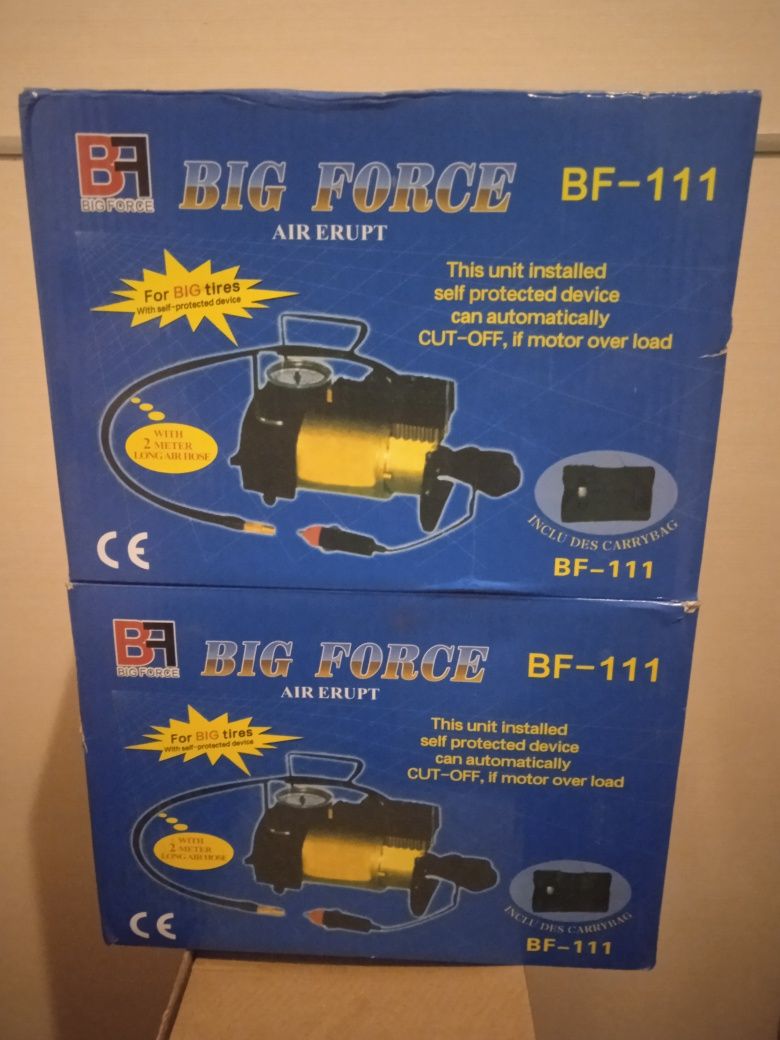 BF
BIG FORCE
BIG FORCE
BF-111
AIR ERUPT
For BIG tires
With self-protected device
This unit installed
self protected device
can automatically
CUT-OFF, if motor over load
WITH
2 METER
LONG AIR HOSE
CE
INCLU DES CARRYBAG
BF-111
BF
BIG FORCE
BIG FORCE
BF-111
AIR ERUPT
For BIG tires
With self-protected device
This unit installed
self protected device
can automatically
CUT-OFF, if motor over load
WITH
2 METER
LONG AIR HOSE
CE
INCLU DES CARRYBAG
BF-111